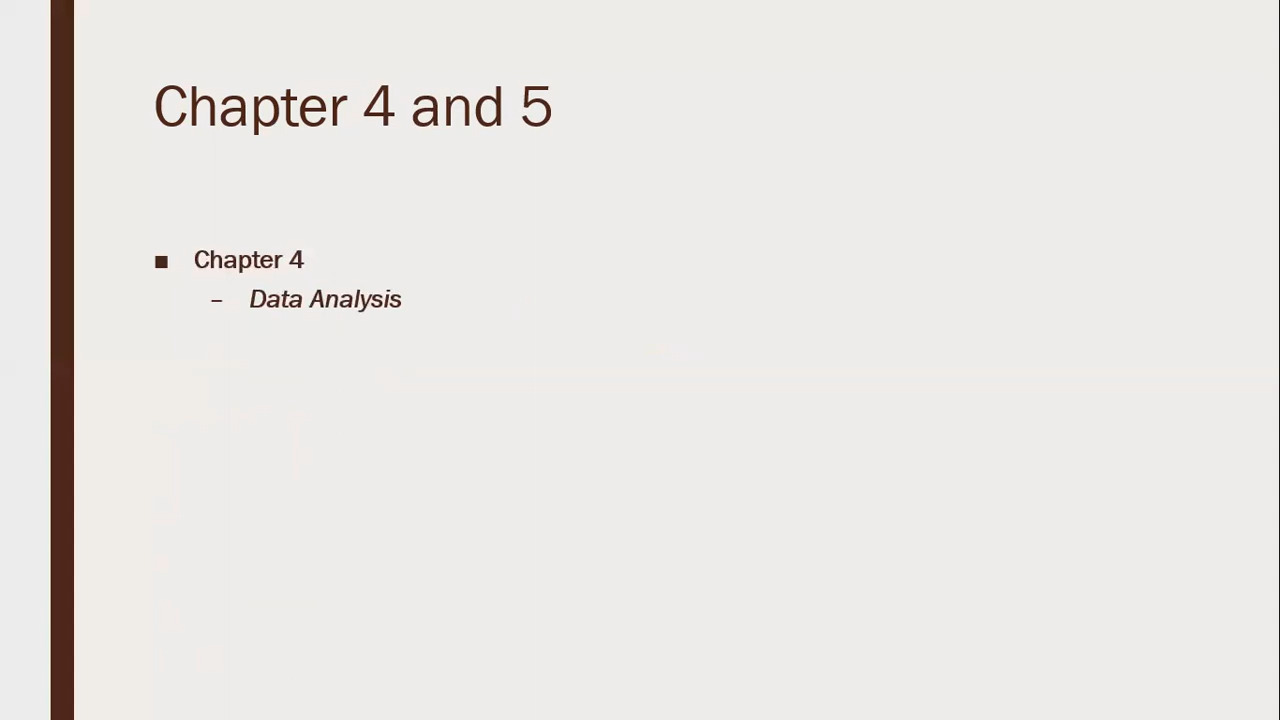 Chapter 4 and 5
■ Chapter 4
– Data Analysis